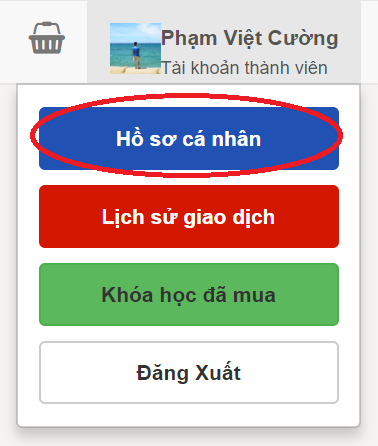 Phạm Việt Cường
Tài khoản thành viên
Hồ sơ cá nhân
Lịch sử giao dịch
Khóa học đã mua
Đăng Xuất